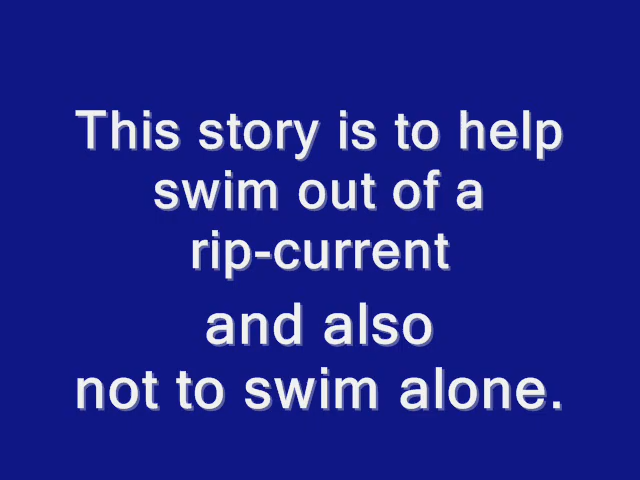 This story is to help
swim out of a
rip-current
and also
not to swim alone.